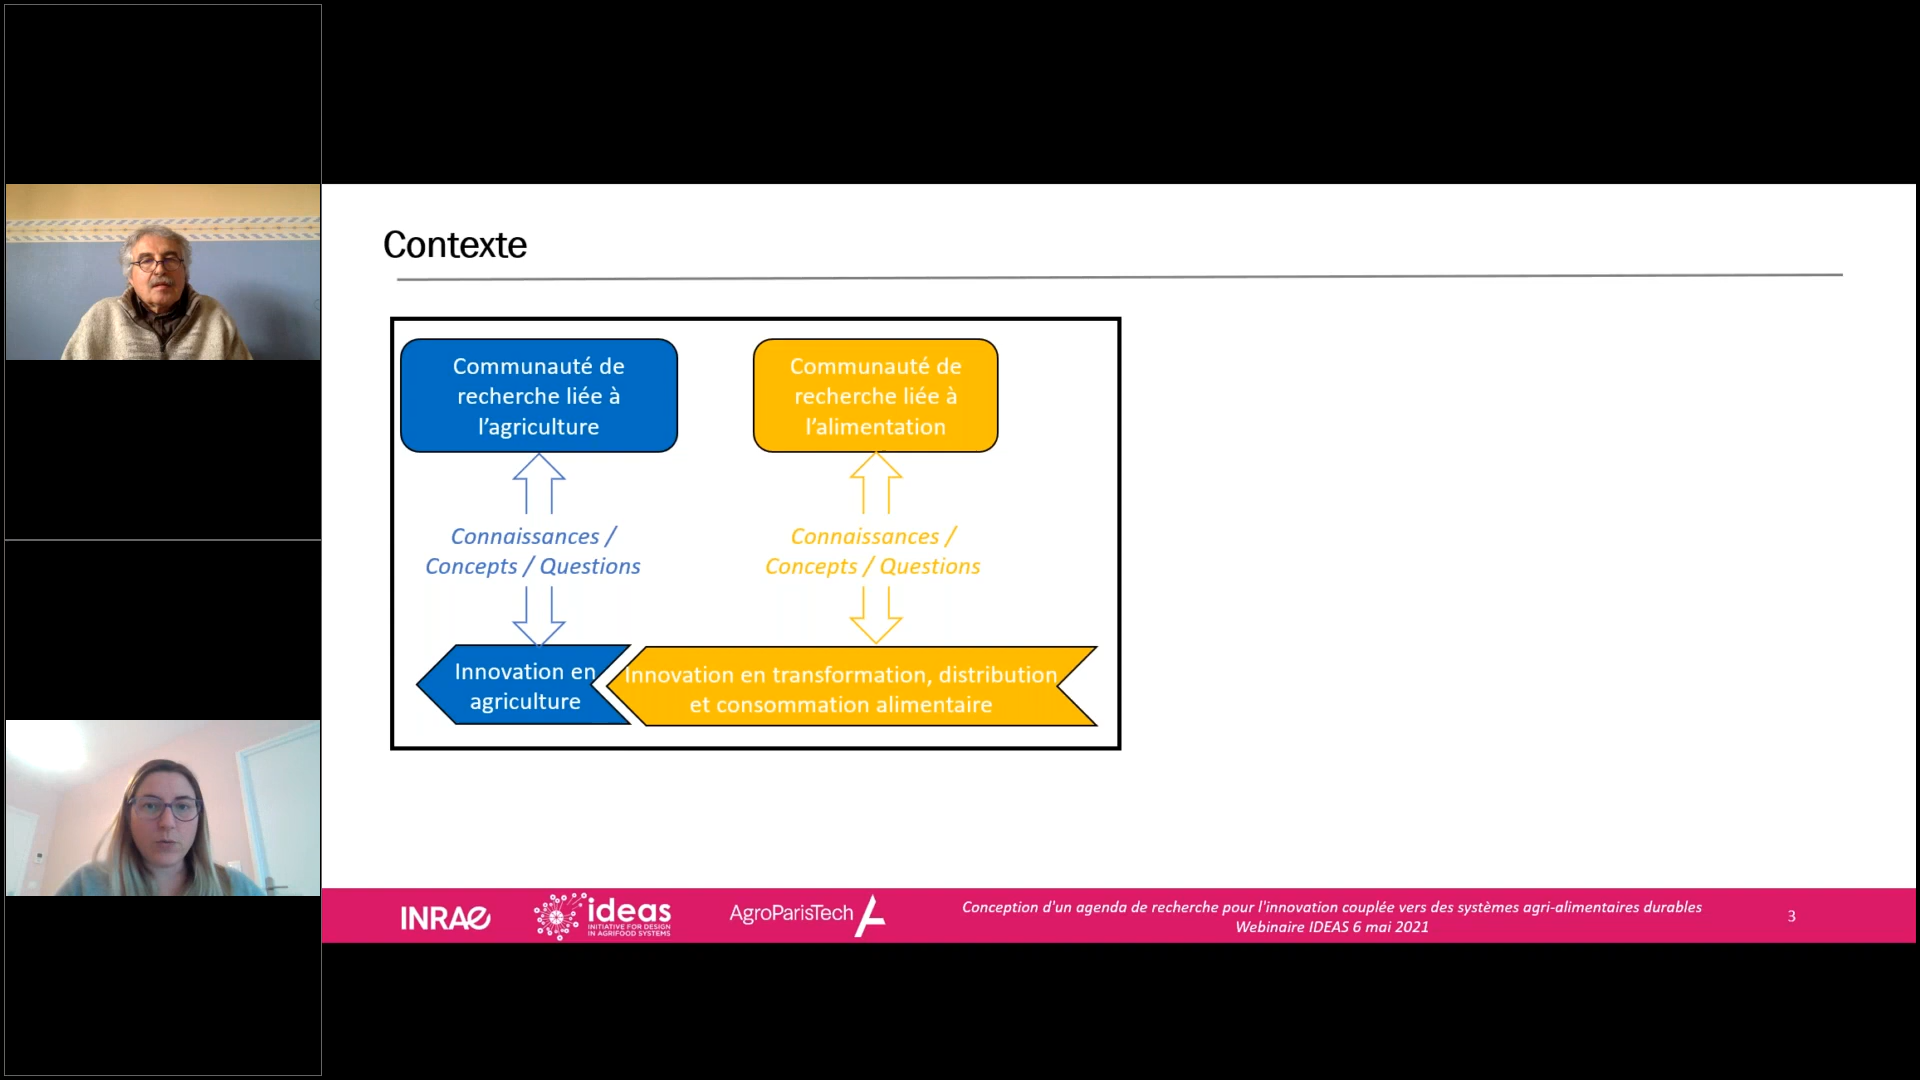 Contexte
Communauté de
recherche liée à
l’agriculture
Communauté de
recherche liée à
l’alimentation
Connaissances /
Concepts / Questions
Connaissances /
Concepts / Questions
Innovation en
agriculture
Innovation en transformation, distribution
et consommation alimentaire
INRAE
ideas
INITIATIVE FOR DESIGN
IN AGRIFOOD SYSTEMS
AgroParisTech
Conception d'un agenda de recherche pour l'innovation couplée vers des systèmes agri-alimentaires durables
Webinaire IDEAS 6 mai 2021
3